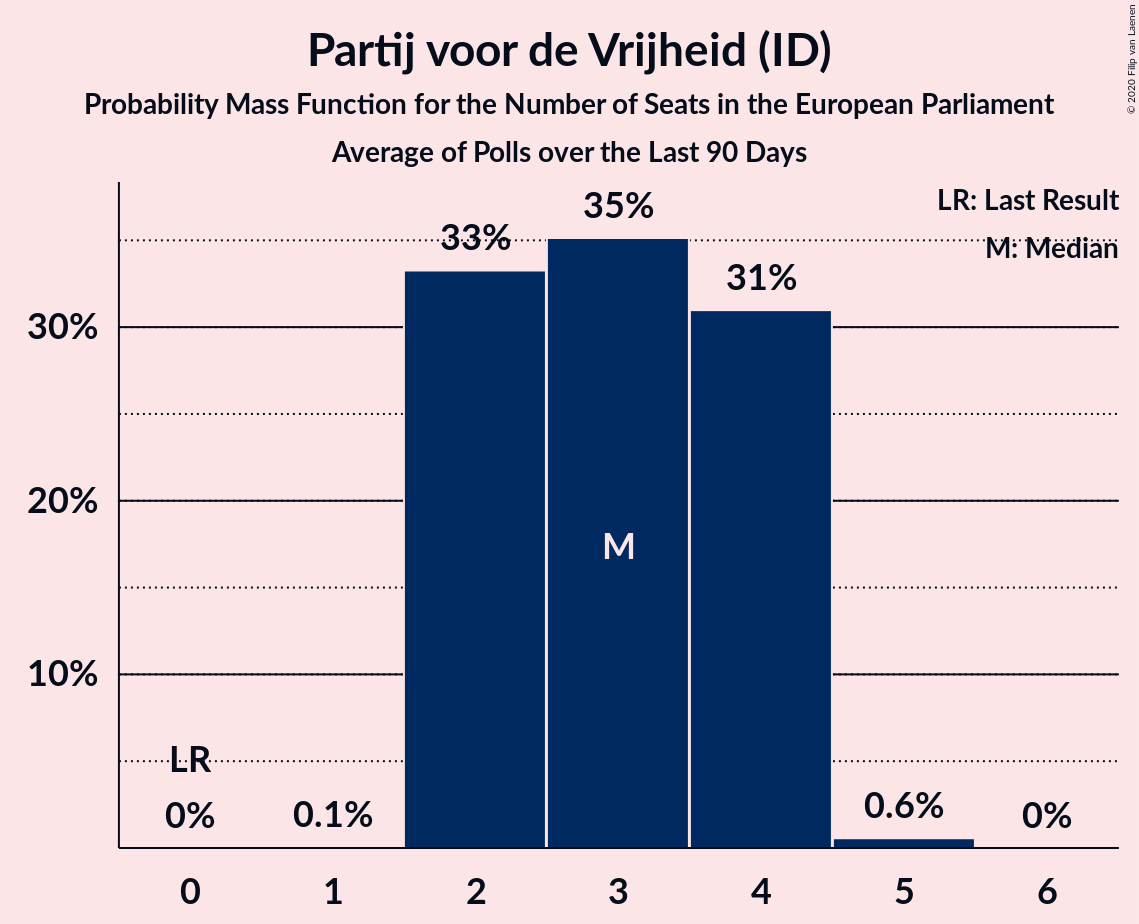 Partij voor de Vrijheid (ID)
Probability Mass Function for the Number of Seats in the European Parliament
Average of Polls over the Last 90 Days
© 2020 Filip van Laenen
LR: Last Result
M: Median
35%
33%
31%
30%
20%
M
10%
LR
0%
0.1%
0.6%
0%
0 1 2 3 4 5 6